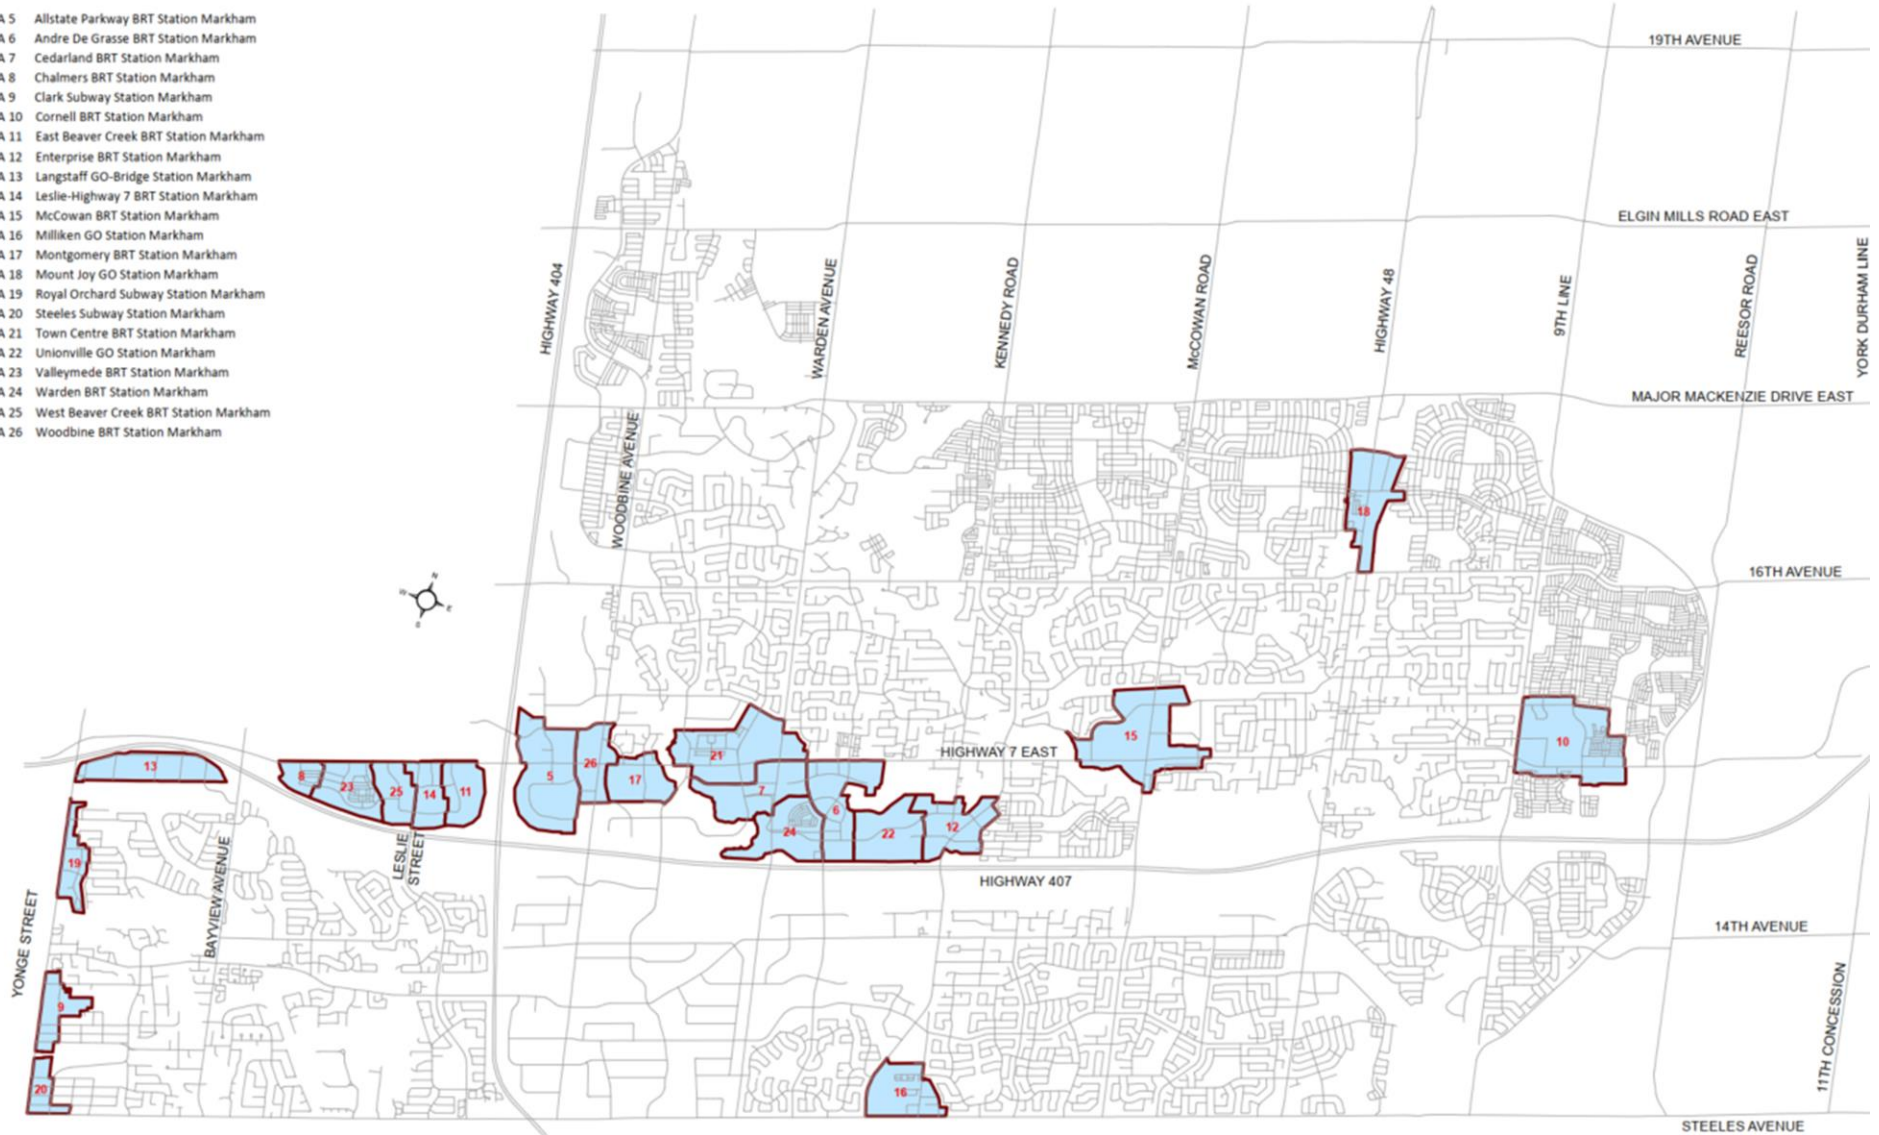 A 5 Allstate Parkway BRT Station Markham
A 6 Andre De Grasse BRT Station Markham
A 7 Cedarland BRT Station Markham
A 8 Chalmers BRT Station Markham
A 9 Clark Subway Station Markham
A 10 Cornell BRT Station Markham
A 11 East Beaver Creek BRT Station Markham
A 12 Enterprise BRT Station Markham
A 13 Langstaff GO-Bridge Station Markham
A 14 Leslie-Highway 7 BRT Station Markham
A 15 McCowan BRT Station Markham
A 16 Milliken GO Station Markham
A 17 Montgomery BRT Station Markham
A 18 Mount Joy GO Station Markham
A 19 Royal Orchard Subway Station Markham
A 20 Steeles Subway Station Markham
A 21 Town Centre BRT Station Markham
A 22 Unionville GO Station Markham
A 23 Valleymede BRT Station Markham
A 24 Warden BRT Station Markham
A 25 West Beaver Creek BRT Station Markham
A 26 Woodbine BRT Station Markham
19TH AVENUE
ELGIN MILLS ROAD EAST
HIGHWAY 404
WARDEN AVENUE
KENNEDY ROAD
McCOWAN ROAD
HIGHWAY 48
9TH LINE
REESOR ROAD
YORK DURHAM LINE
MAJOR MACKENZIE DRIVE EAST
WOODBINE AVENUE
18
16TH AVENUE
N
W
E
S
HIGHWAY 7 EAST
13
8
23
25
14
11
5
26
17
21
7
6
24
22
12
15
10
LESLIE
STREET
BAYVIEW AVENUE
HIGHWAY 407
19
YONGE STREET
14TH AVENUE
9
11TH CONCESSION
20
16
STEELES AVENUE